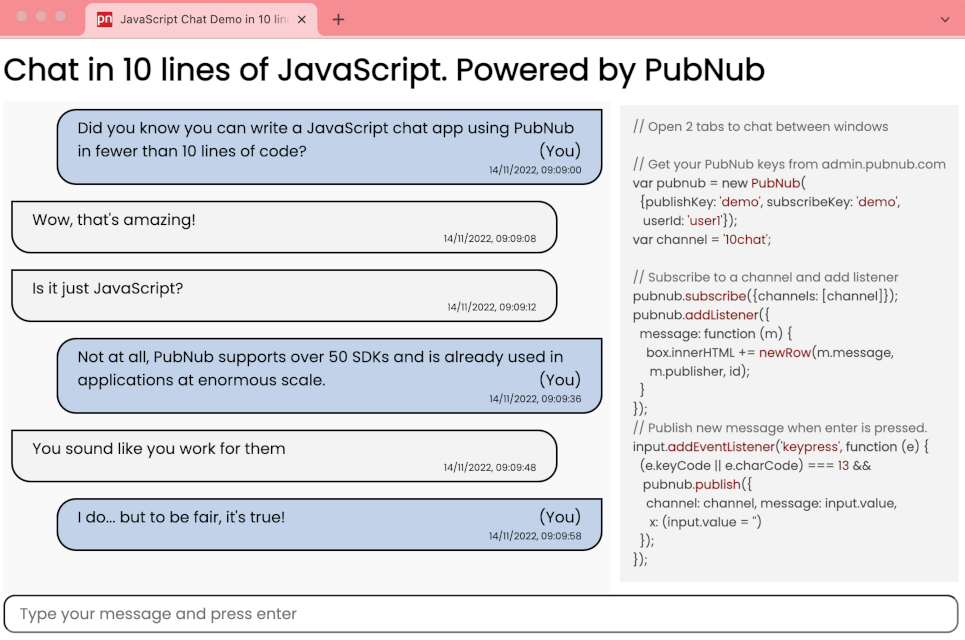 pn JavaScript Chat Demo in 10 lin
Chat in 10 lines of JavaScript. Powered by PubNub
Did you know you can write a JavaScript chat app using PubNub
in fewer than 10 lines of code? (You)
14/11/2022, 09:09:00
Wow, that's amazing!
14/11/2022, 09:09:08
Is it just JavaScript?
14/11/2022, 09:09:12
Not at all, PubNub supports over 50 SDKs and is already used in
applications at enormous scale. (You)
14/11/2022, 09:09:36
You sound like you work for them
14/11/2022, 09:09:48
I do... but to be fair, it's true! (You)
14/11/2022, 09:09:58
// Open 2 tabs to chat between windows
// Get your PubNub keys from admin.pubnub.com
var pubnub = new PubNub(
{publishKey: 'demo', subscribeKey: 'demo',
userId: 'user1'});
var channel = '10chat';
// Subscribe to a channel and add listener
pubnub.subscribe({channels: [channel]});
pubnub.addListener({
message: function (m) {
box.innerHTML += newRow(m.message,
m.publisher, id);
}
});
// Publish new message when enter is pressed.
input.addEventListener('keypress', function (e) {
(e.keyCode || e.charCode) === 13 &&
pubnub.publish({
channel: channel, message: input.value,
x: (input.value = '')
});
});
Type your message and press enter